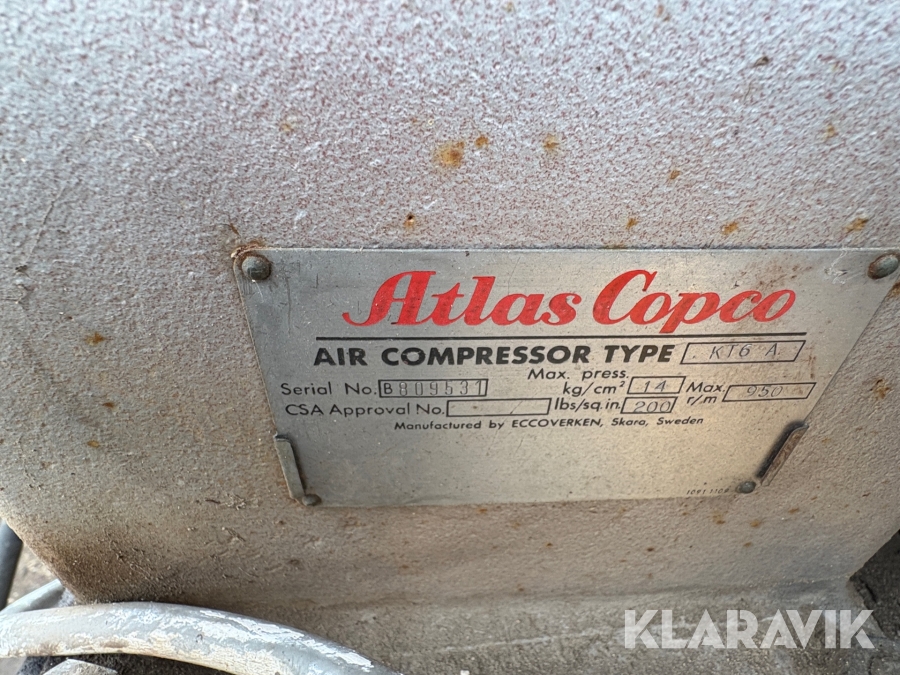 Atlas Copco
AIR COMPRESSOR TYPE KT6 A
Max. press.
Serial No. B809531 kg/cm² 14 Max. 950
CSA Approval No. lbs/sq.in. 200 r/m
Manufactured by ECCOVERKEN, Skara, Sweden
KLARAVIK